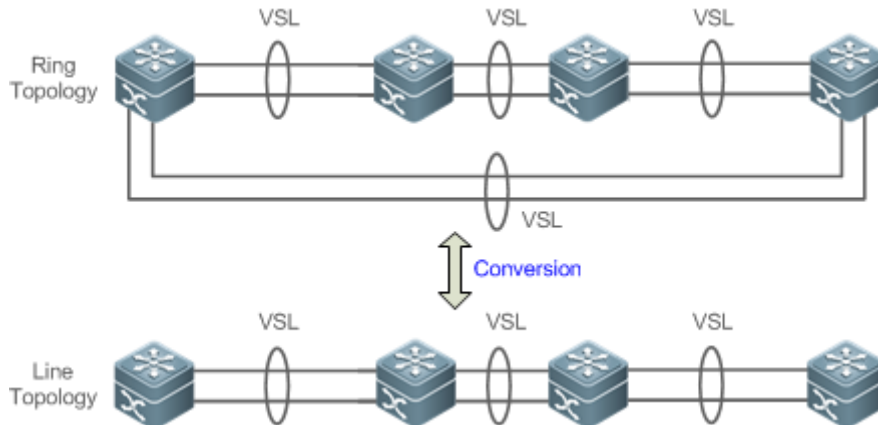 VSL VSL VSL
Ring
Topology
VSL
Conversion
VSL VSL VSL
Line
Topology